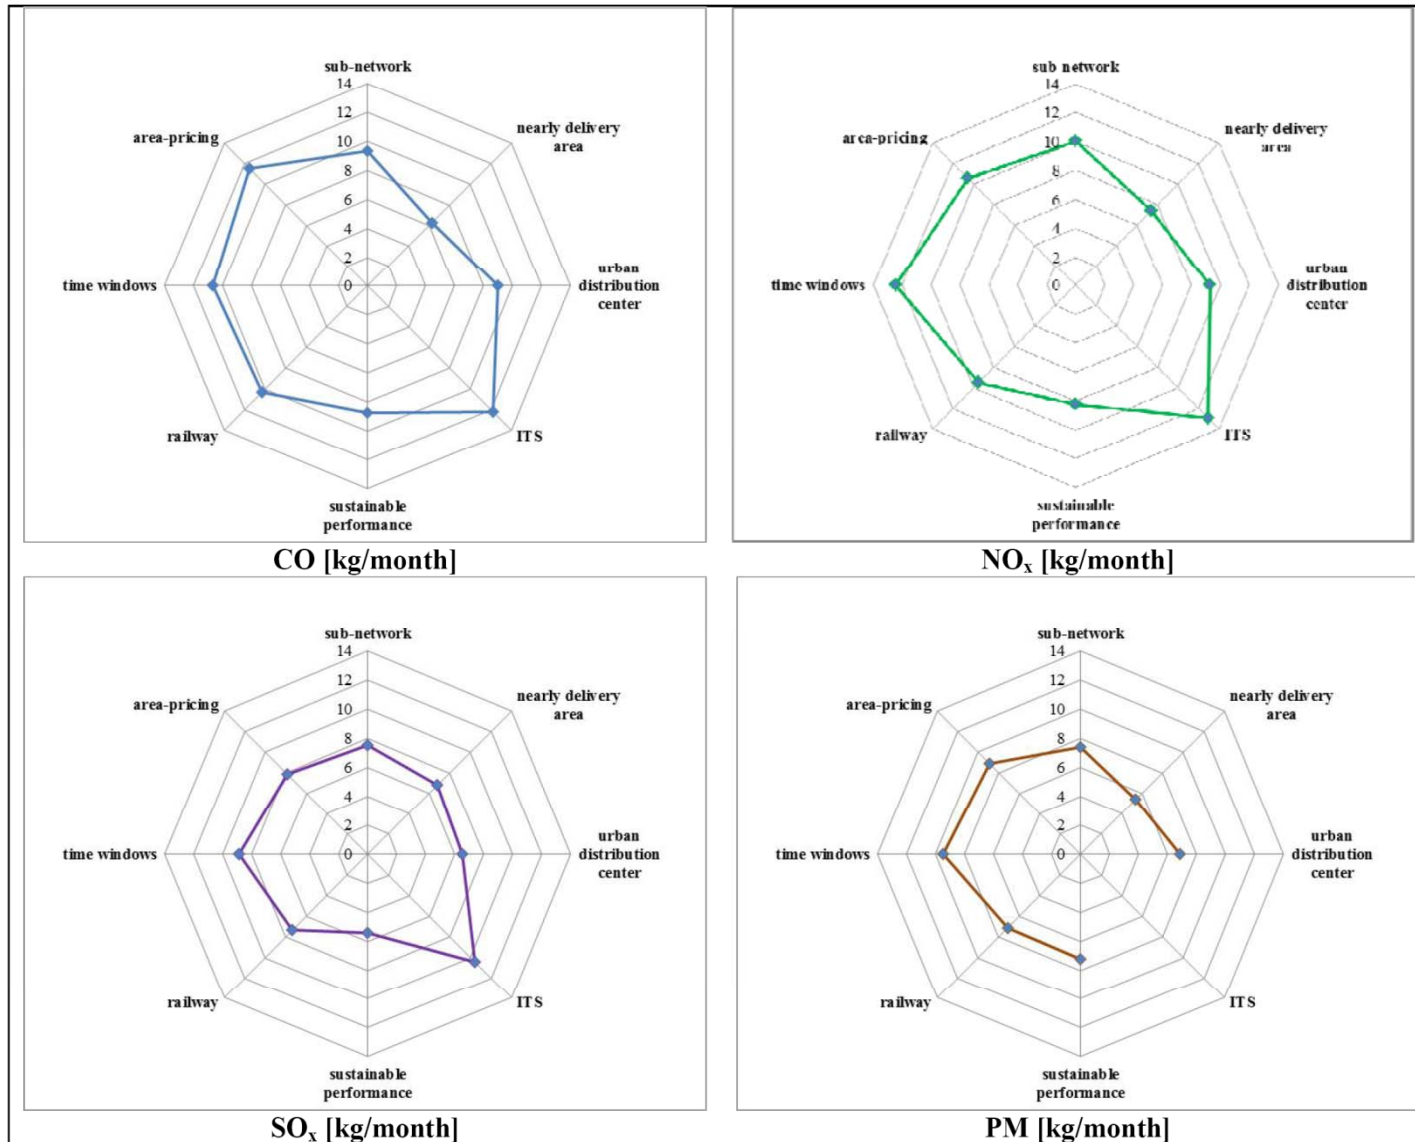 sub-network
14
12
10
8
6
4
2
0
nearly delivery
area
urban
distribution
center
ITS
sustainable
performance
railway
time windows
area-pricing
CO [kg/month]
sub network
14
12
10
8
6
4
2
0
nearly delivery
area
urban
distribution
center
ITS
sustainable
performance
railway
time windows
area-pricing
NOx [kg/month]
sub-network
14
12
10
8
6
4
2
0
nearly delivery
area
urban
distribution
center
ITS
sustainable
performance
railway
time windows
area-pricing
SOx [kg/month]
sub-network
14
12
10
8
6
4
2
0
nearly delivery
area
urban
distribution
center
ITS
sustainable
performance
railway
time windows
area-pricing
PM [kg/month]